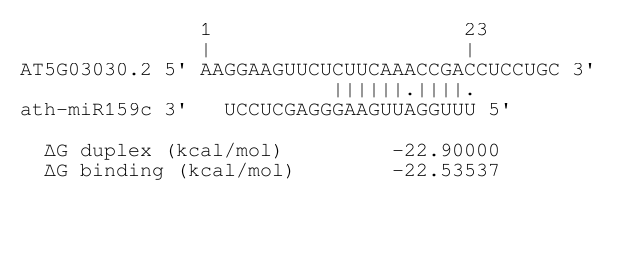 1 23
| |
AT5G03030.2 5' AAGGAAGUUCUCUUCAAACCGACCUCCUGC 3'
||||||.||||.
ath-miR159c 3' UCCUCGAGGGAAGUUAGGUUU 5'
ΔG duplex (kcal/mol) -22.90000
ΔG binding (kcal/mol) -22.53537